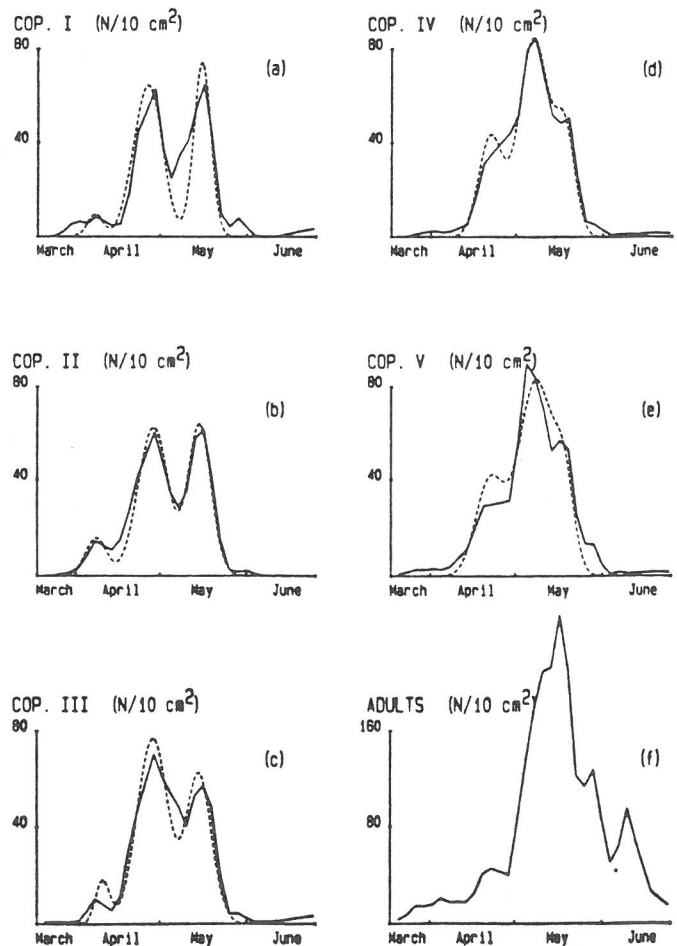 COP. I (N/10 cm2)
80
(a)
40
March April May June
COP. IV (N/10 cm2)
80
(d)
40
March April May June
COP. II (N/10 cm2)
80
(b)
40
March April May June
COP. V (N/10 cm2)
80
(e)
40
March April May June
COP. III (N/10 cm2)
80
(c)
40
March April May June
ADULTS (N/10 cm2)
160
(f)
80
March April May June